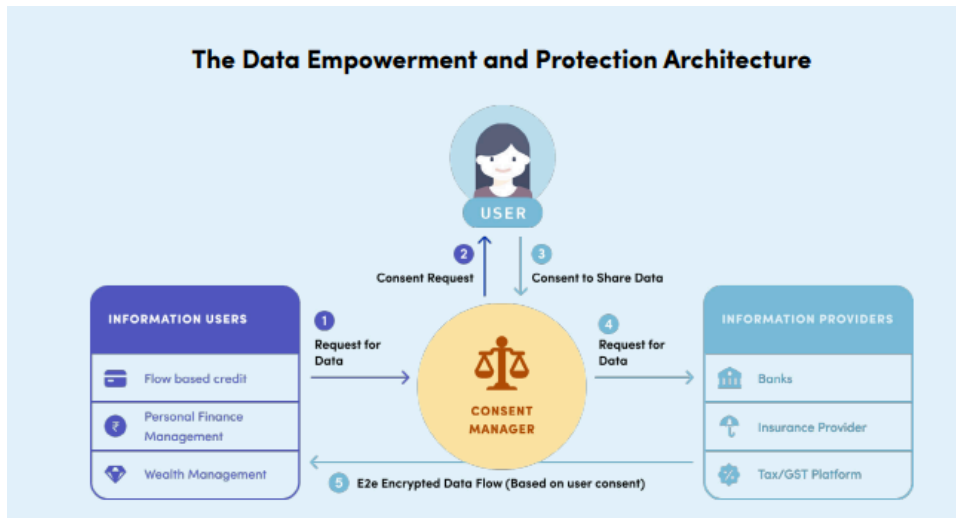 The Data Empowerment and Protection Architecture
USER
2
3
Consent Request
Consent to Share Data
INFORMATION USERS
Flow based credit
Personal Finance
Management
₹
Wealth Management
1
Request for
Data
CONSENT
MANAGER
4
Request for
Data
INFORMATION PROVIDERS
Banks
Insurance Provider
Tax/GST Platform
%
5 E2e Encrypted Data Flow (Based on user consent)